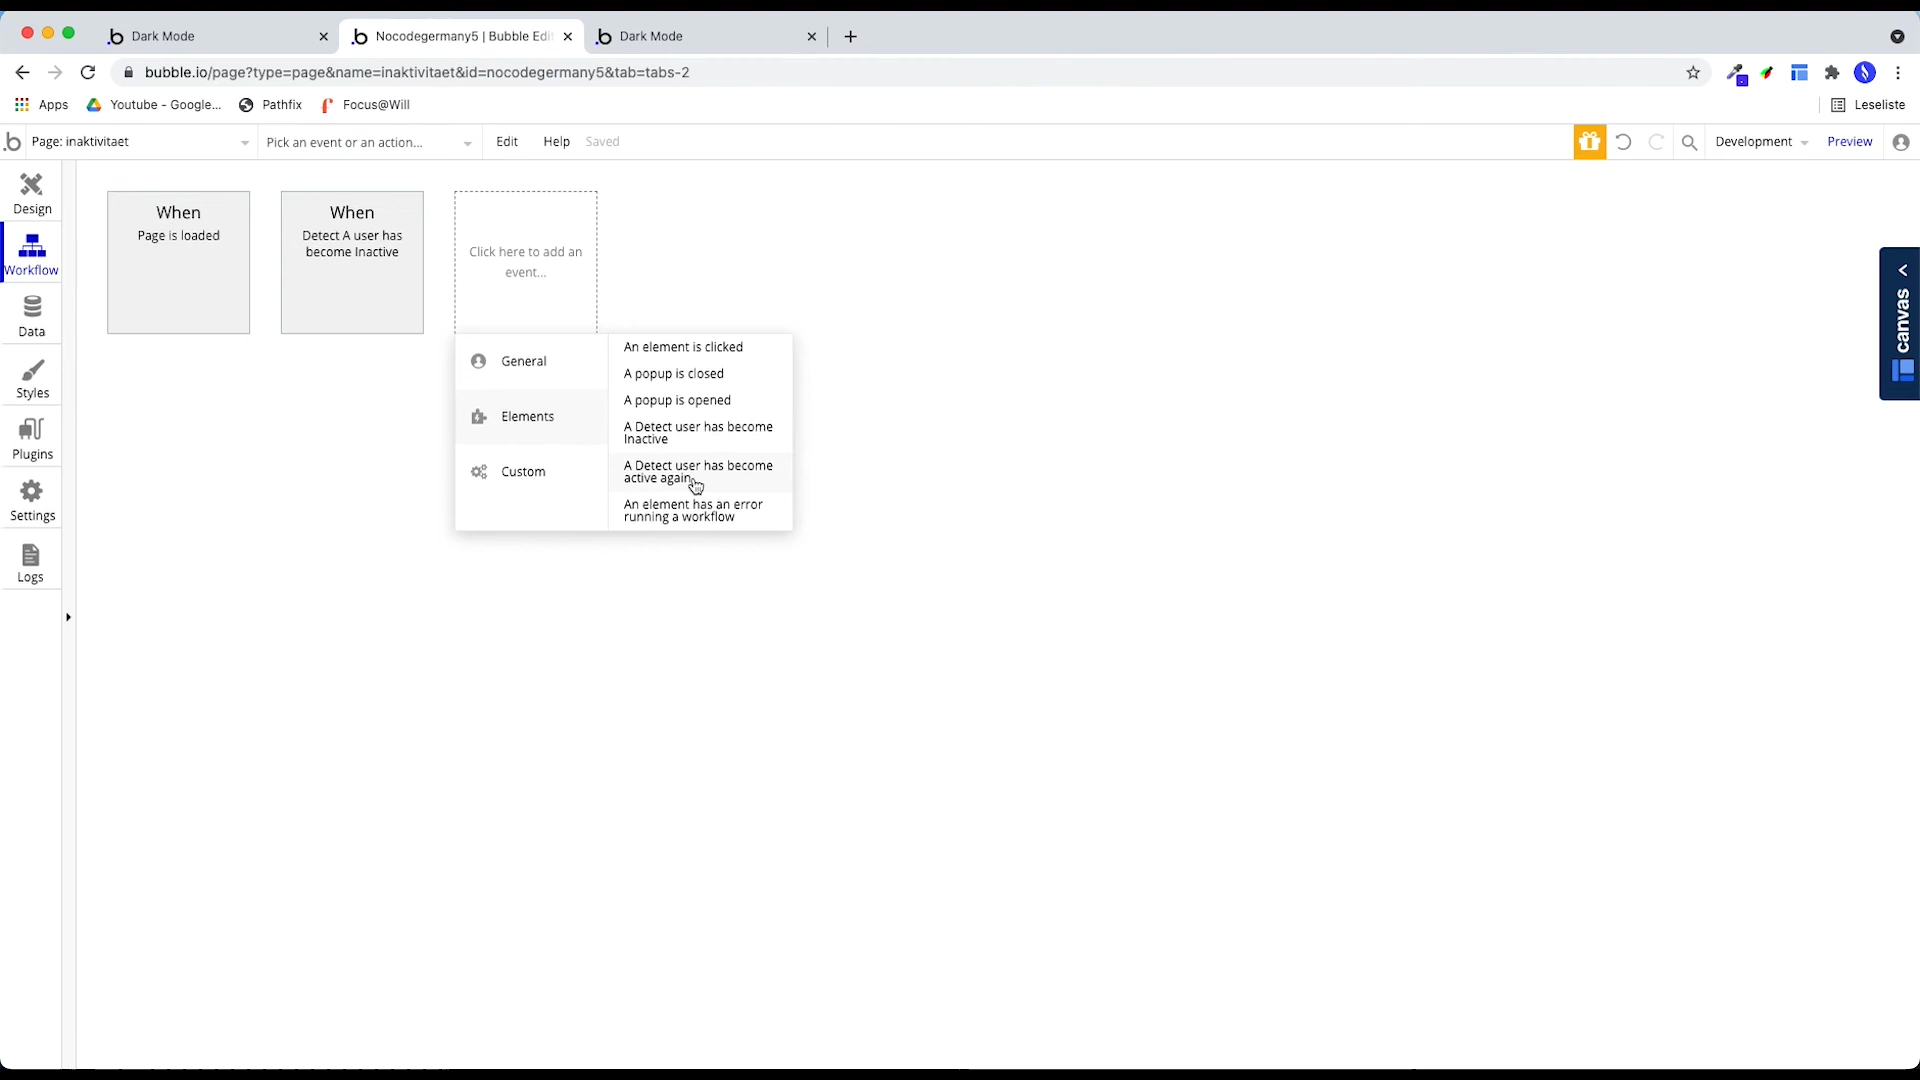 Dark Mode
Nocodegermany5 | Bubble Edi
Dark Mode
bubble.io/page?type=page&name=inaktivitaet&id=nocodegermany5&tab=tabs-2
Apps
Youtube - Google...
Pathfix
Focus@Will
Leseliste
Page: inaktivitaet
Pick an event or an action...
Edit
Help
Saved
Development
Preview
Design
Workflow
Data
Styles
Plugins
Settings
Logs
When
Page is loaded
When
Detect A user has
become Inactive
Click here to add an
event...
General
Elements
Custom
An element is clicked
A popup is closed
A popup is opened
A Detect user has become
Inactive
A Detect user has become
active again
An element has an error
running a workflow
canvas